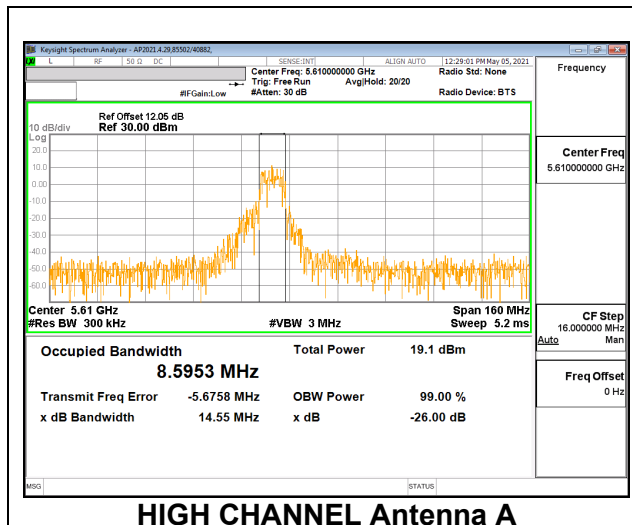 Keysight Spectrum Analyzer - AP2021.4.29,85502/40882,
L RF 50 Ω DC SENSE:INT ALIGN AUTO 12:29:01 PM May 05, 2021
Center Freq: 5.610000000 GHz Radio Std: None
Trig: Free Run Avg|Hold: 20/20
#IFGain:Low #Atten: 30 dB Radio Device: BTS
Frequency
Ref Offset 12.05 dB
10 dB/div Ref 30.00 dBm
Log
20.0
10.0
0.00
-10.0
-20.0
-30.0
-40.0
-50.0
-60.0
Center Freq
5.610000000 GHz
Center 5.61 GHz Span 160 MHz
#Res BW 300 kHz #VBW 3 MHz Sweep 5.2 ms
CF Step
16.000000 MHz
Auto Man
Occupied Bandwidth Total Power 19.1 dBm
8.5953 MHz
Transmit Freq Error -5.6758 MHz OBW Power 99.00 %
x dB Bandwidth 14.55 MHz x dB -26.00 dB
Freq Offset
0 Hz
MSG STATUS
HIGH CHANNEL Antenna A